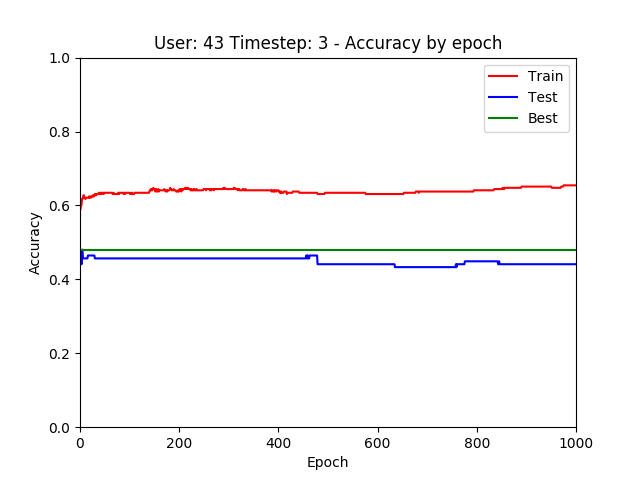 User: 43 Timestep: 3 - Accuracy by epoch
1.0
0.8
0.6
0.4
0.2
0.0
Accuracy
Train
Test
Best
0 200 400 600 800 1000
Epoch